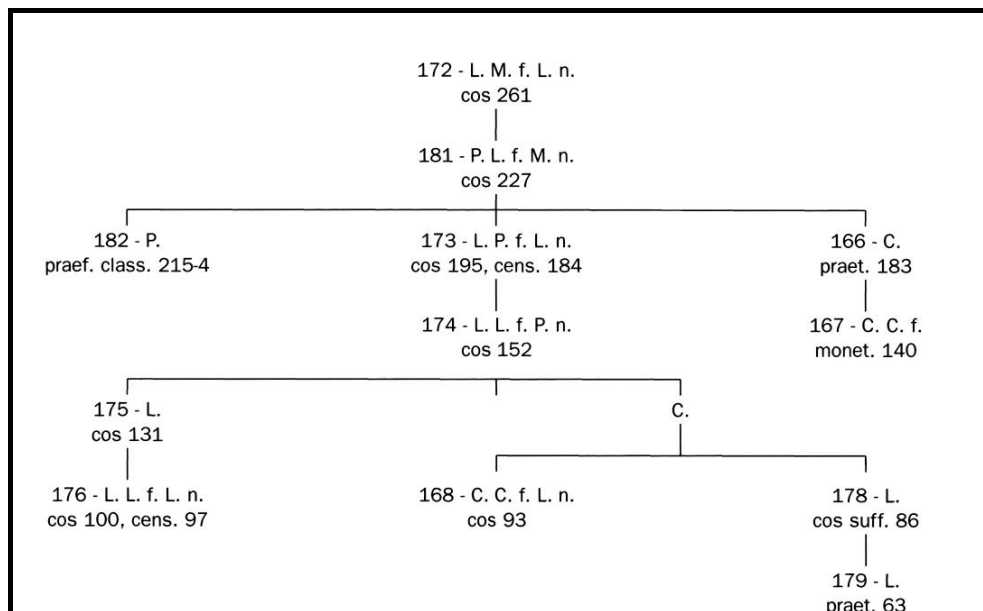 172 - L. M. f. L. n.
cos 261
181 - P. L. f. M. n.
cos 227
182 - P.
praef. class. 215-4
173 - L. P. f. L. n.
cos 195, cens. 184
166 - C.
praet. 183
174 - L. L. f. P. n.
cos 152
167 - C. C. f.
monet. 140
175 - L.
cos 131
C.
176 - L. L. f. L. n.
cos 100, cens. 97
168 - C. C. f. L. n.
cos 93
178 - L.
cos suff. 86
179 - L.
praet. 63